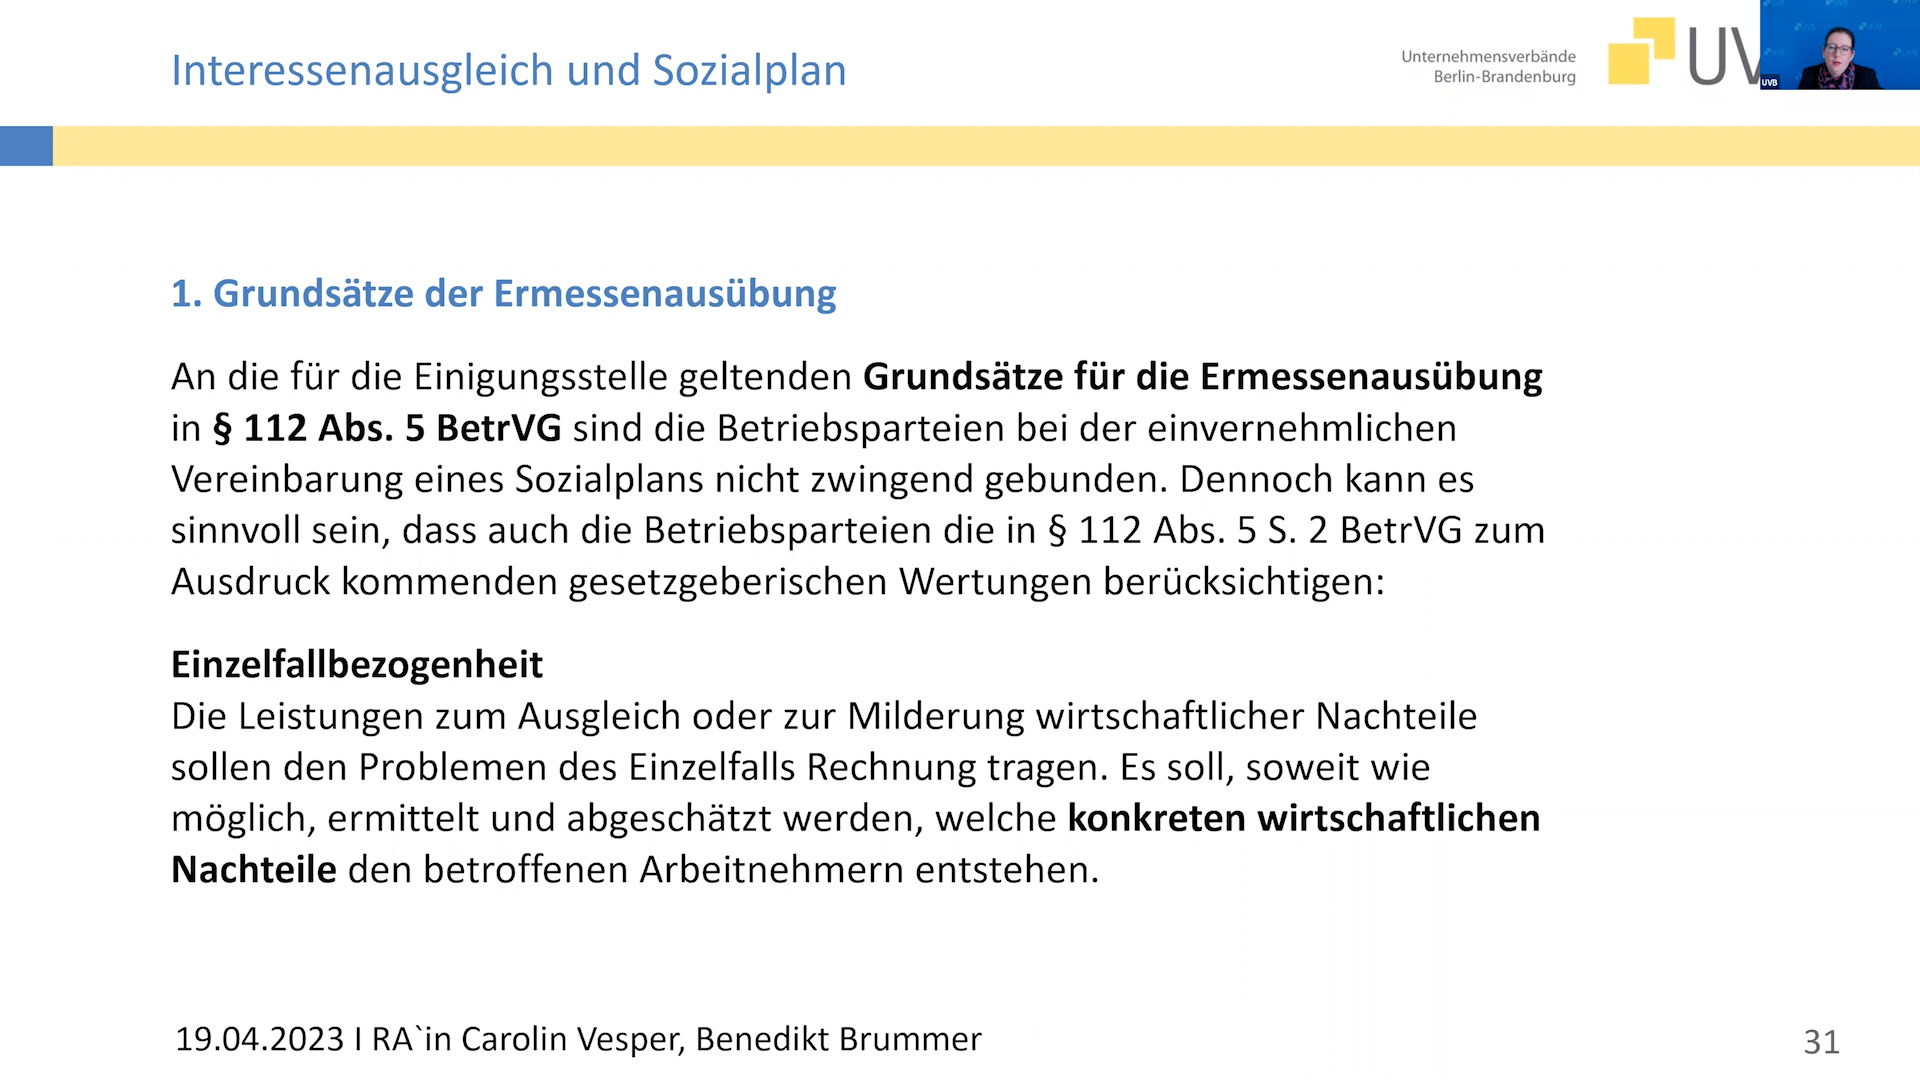 Interessenausgleich und Sozialplan
Unternehmensverbände
Berlin-Brandenburg
UVB
1. Grundsätze der Ermessenausübung
An die für die Einigungsstelle geltenden Grundsätze für die Ermessenausübung
in § 112 Abs. 5 BetrVG sind die Betriebsparteien bei der einvernehmlichen
Vereinbarung eines Sozialplans nicht zwingend gebunden. Dennoch kann es
sinnvoll sein, dass auch die Betriebsparteien die in § 112 Abs. 5 S. 2 BetrVG zum
Ausdruck kommenden gesetzgeberischen Wertungen berücksichtigen:
Einzelfallbezogenheit
Die Leistungen zum Ausgleich oder zur Milderung wirtschaftlicher Nachteile
sollen den Problemen des Einzelfalls Rechnung tragen. Es soll, soweit wie
möglich, ermittelt und abgeschätzt werden, welche konkreten wirtschaftlichen
Nachteile den betroffenen Arbeitnehmern entstehen.
19.04.2023 I RA`in Carolin Vesper, Benedikt Brummer
31